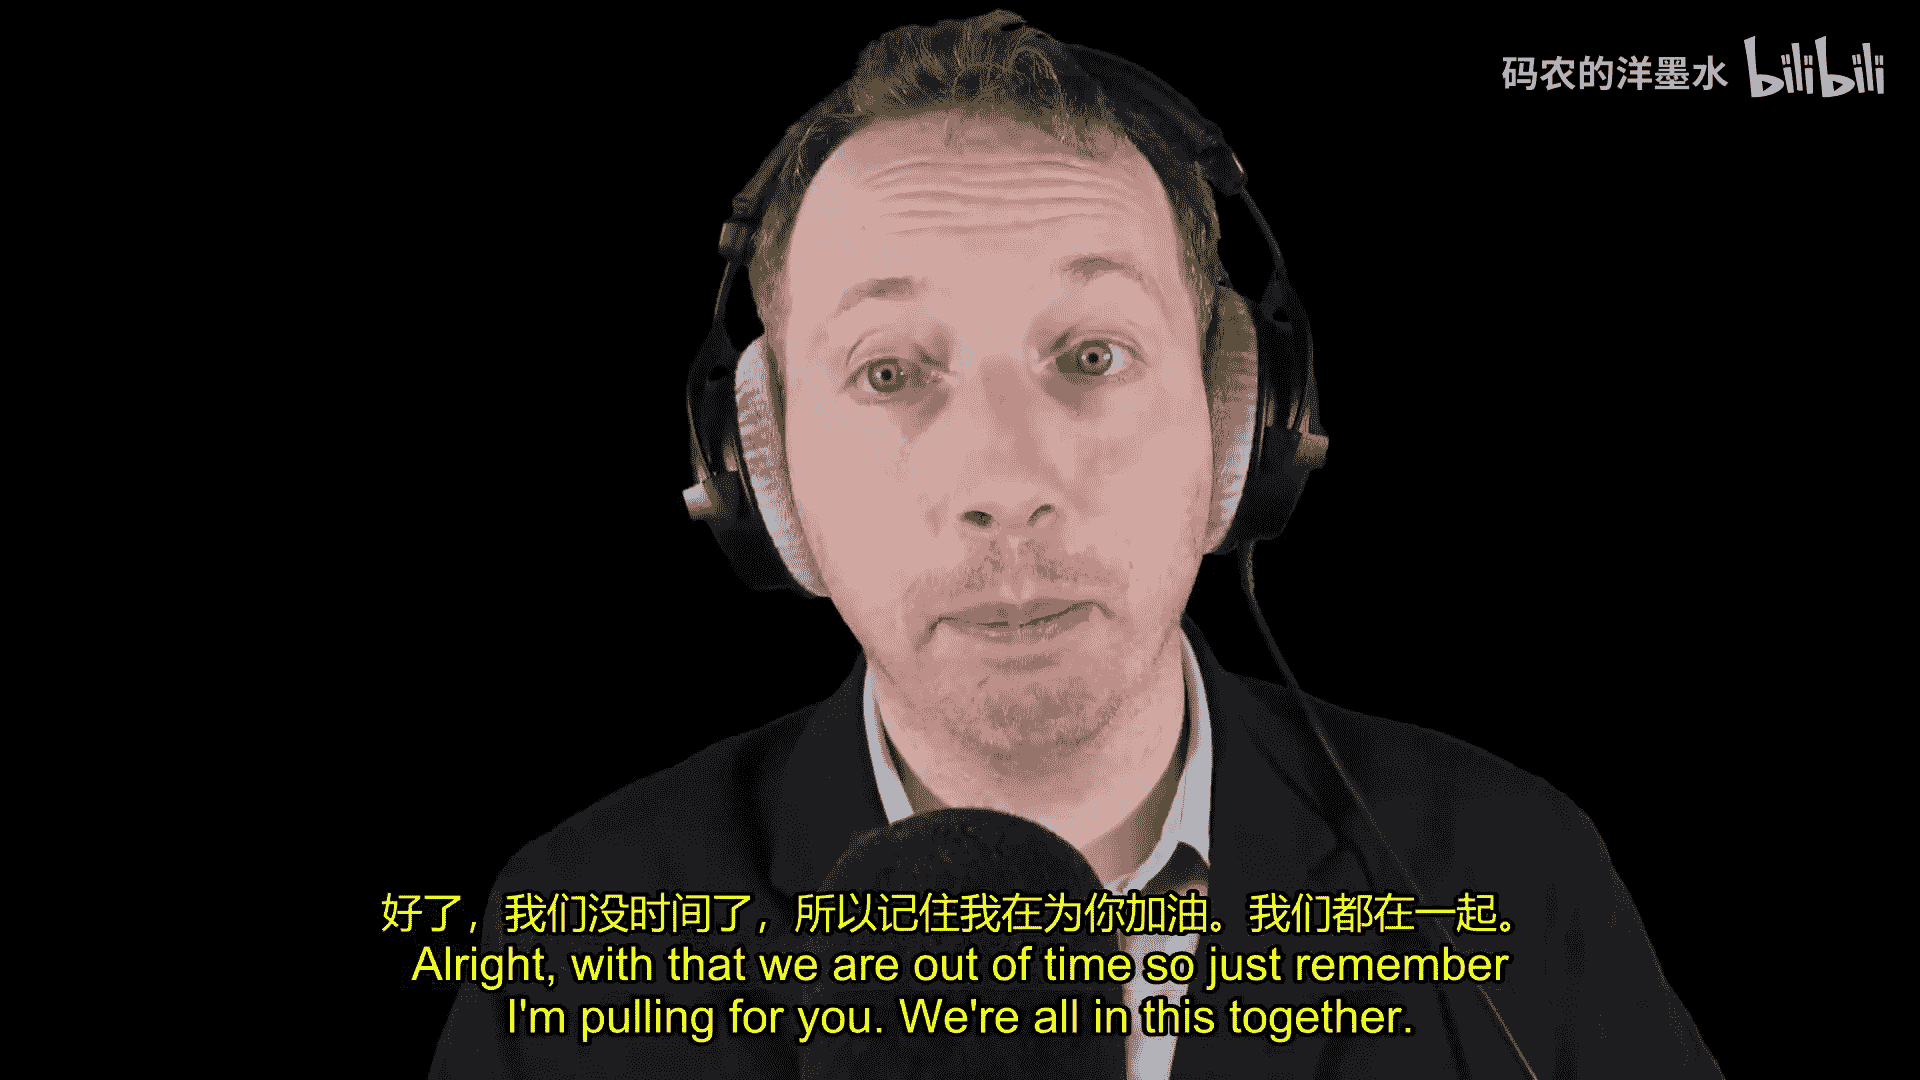 码农的洋墨水 bilibili
好了，我们没时间了，所以记住我在为你加油。我们都在一起。
Alright, with that we are out of time so just remember
I'm pulling for you. We're all in this together.